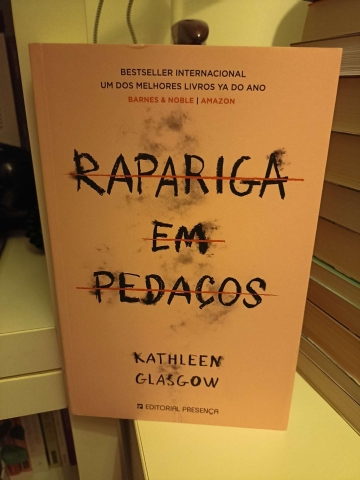 BESTSELLER INTERNACIONAL
UM DOS MELHORES LIVROS YA DO ANO
BARNES & NOBLE | AMAZON
RAPARIGA
EM
PEDAÇOS
KATHLEEN
GLASGOW
EDITORIAL PRESENÇA